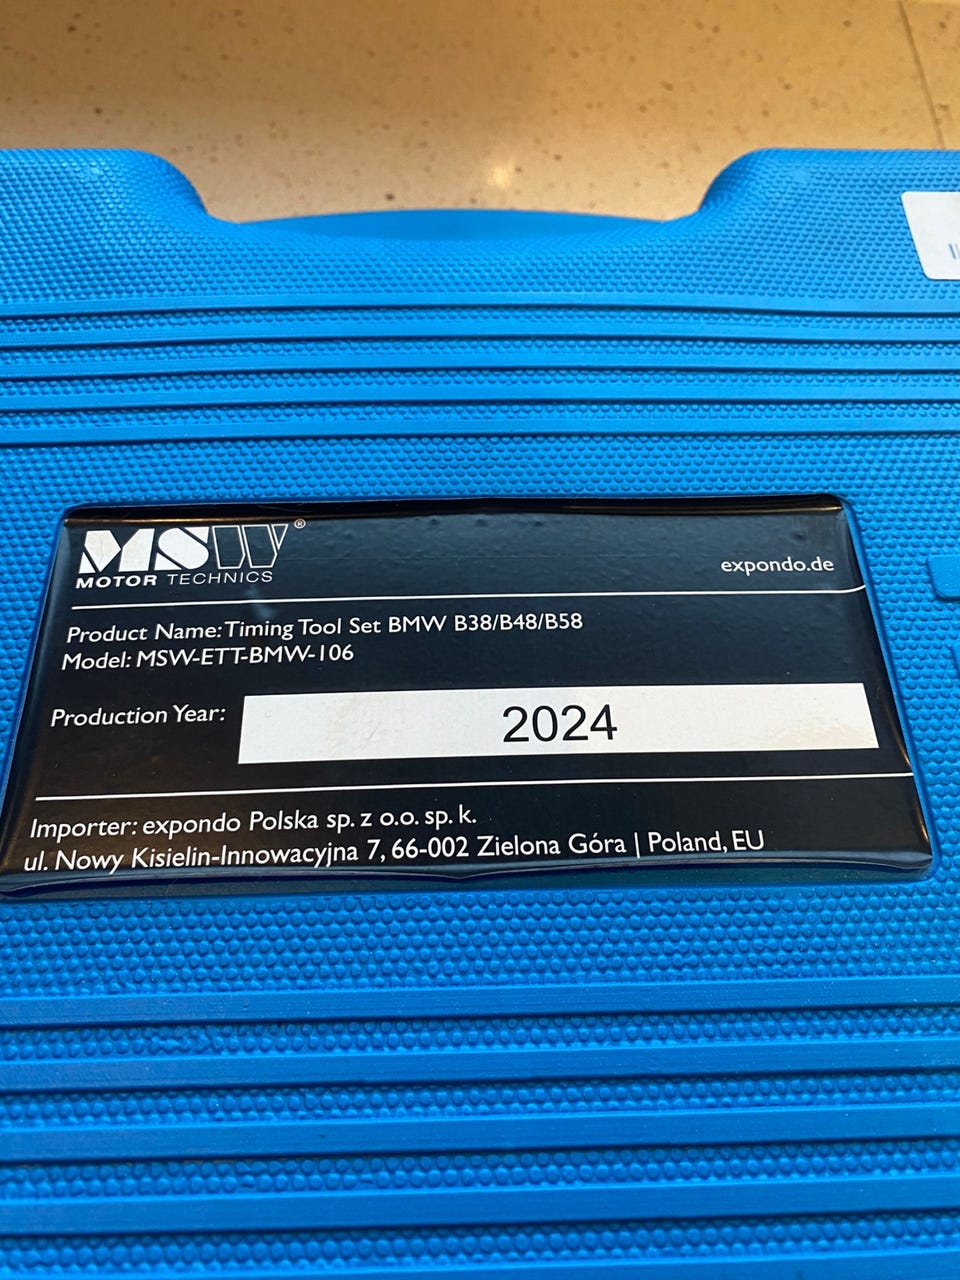 MSW®
MOTOR TECHNICS
expondo.de
Product Name: Timing Tool Set BMW B38/B48/B58
Model: MSW-ETT-BMW-106
Production Year:
2024
Importer: expondo Polska sp. z o.o. sp. k.
ul. Nowy Kisielin-Innowacyjna 7, 66-002 Zielona Góra | Poland, EU